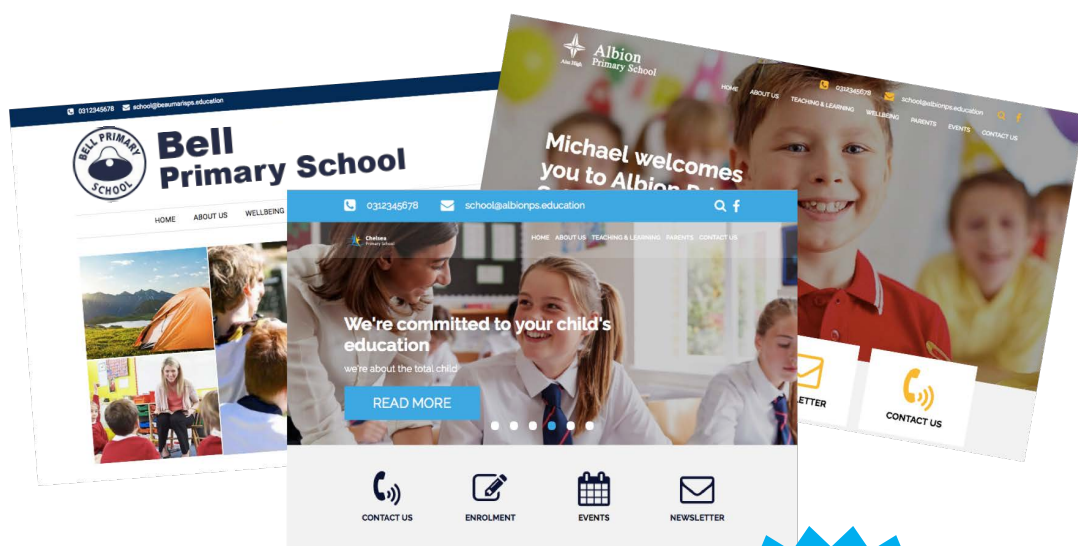 0312345678 school@beaumarisps.education
BELL PRIMARY
SCHOOL
Bell
Primary School
HOME ABOUT US WELLBEING
Albion
Primary School
0312345678 school@albionps.education
HOME ABOUT US TEACHING & LEARNING WELLBEING PARENTS EVENTS CONTACT US
Michael welcomes
you to Albion
LETTER
CONTACT US
0312345678 school@albionps.education
Chelsea
Primary School
HOME ABOUT US TEACHING & LEARNING PARENTS CONTACT US
We're committed to your child's
education
we're about the total child
READ MORE
CONTACT US ENROLMENT EVENTS NEWSLETTER